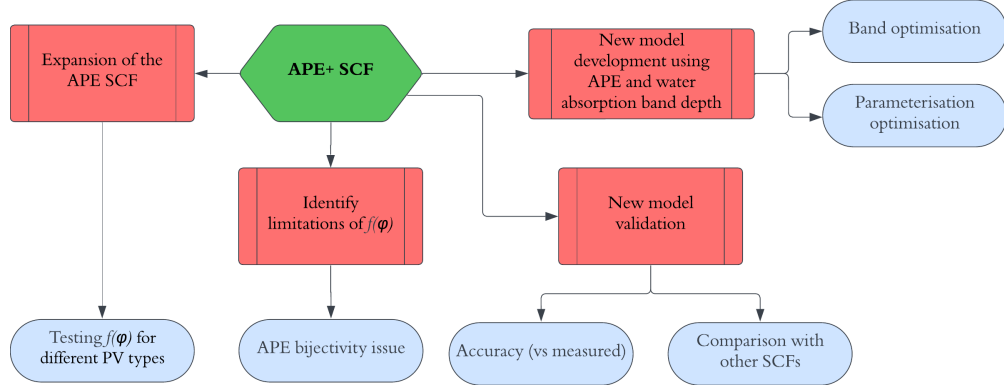 Expansion of the
APE SCF
APE+ SCF
New model
development using
APE and water
absorption band depth
Band optimisation
Parameterisation
optimisation
Identify
limitations of f(φ)
New model
validation
Testing f(φ) for
different PV types
APE bijectivity issue
Accuracy (vs measured)
Comparison with
other SCFs